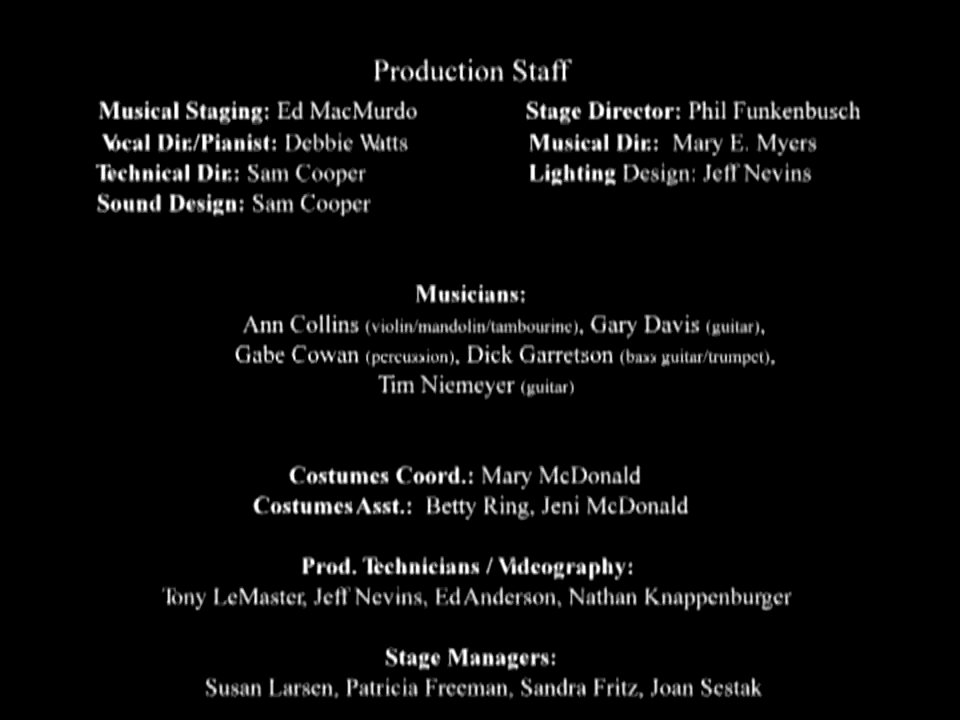 Production Staff
Musical Staging: Ed MacMurdo
Vocal Dir./Pianist: Debbie Watts
Technical Dir.: Sam Cooper
Sound Design: Sam Cooper
Stage Director: Phil Funkenbusch
Musical Dir.: Mary E. Myers
Lighting Design: Jeff Nevins
Musicians:
Ann Collins (violin/mandolin/tambourine), Gary Davis (guitar),
Gabe Cowan (percussion), Dick Garretson (bass guitar/trumpet),
Tim Niemeyer (guitar)
Costumes Coord.: Mary McDonald
Costumes Asst.: Betty Ring, Jeni McDonald
Prod. Technicians / Videography:
Tony LeMaster, Jeff Nevins, Ed Anderson, Nathan Knappenburger
Stage Managers:
Susan Larsen, Patricia Freeman, Sandra Fritz, Joan Sestak